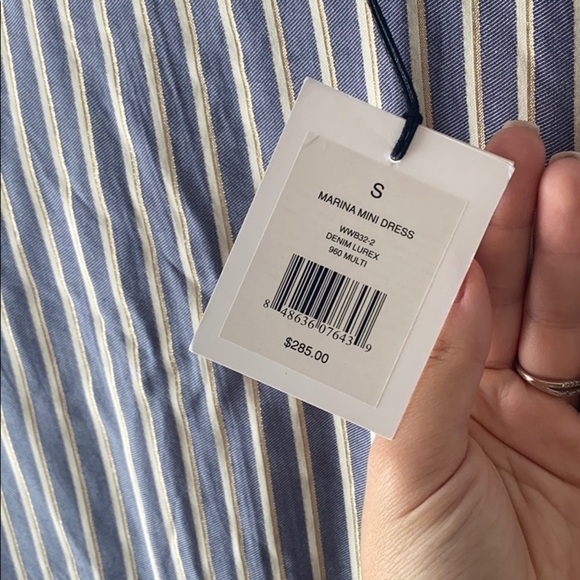 S
MARINA MINI DRESS
WWB32-2
DENIM LUREX
960 MULTI
8 48636 07643 9
$285.00